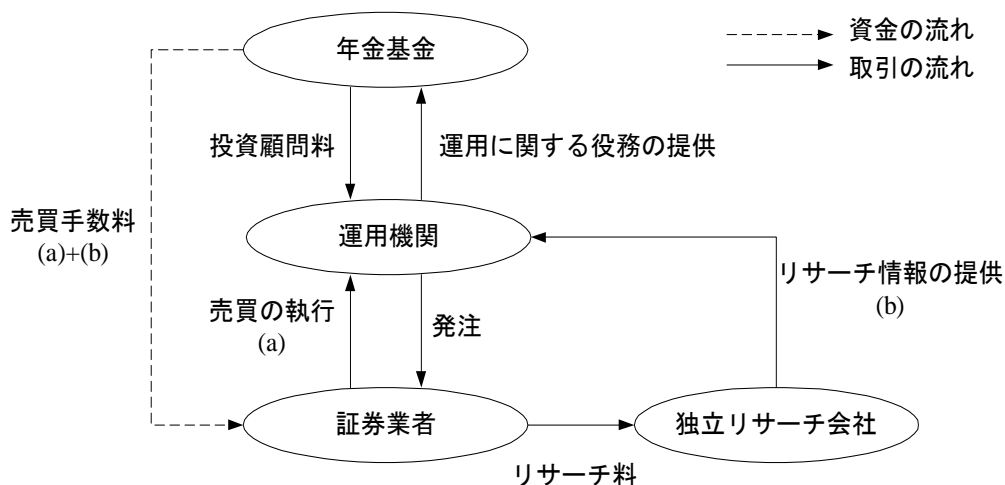 年金基金
資金の流れ
取引の流れ
投資顧問料
運用に関する役務の提供
売買手数料
(a)+(b)
運用機関
リサーチ情報の提供
(b)
売買の執行
(a)
発注
証券業者
独立リサーチ会社
リサーチ料